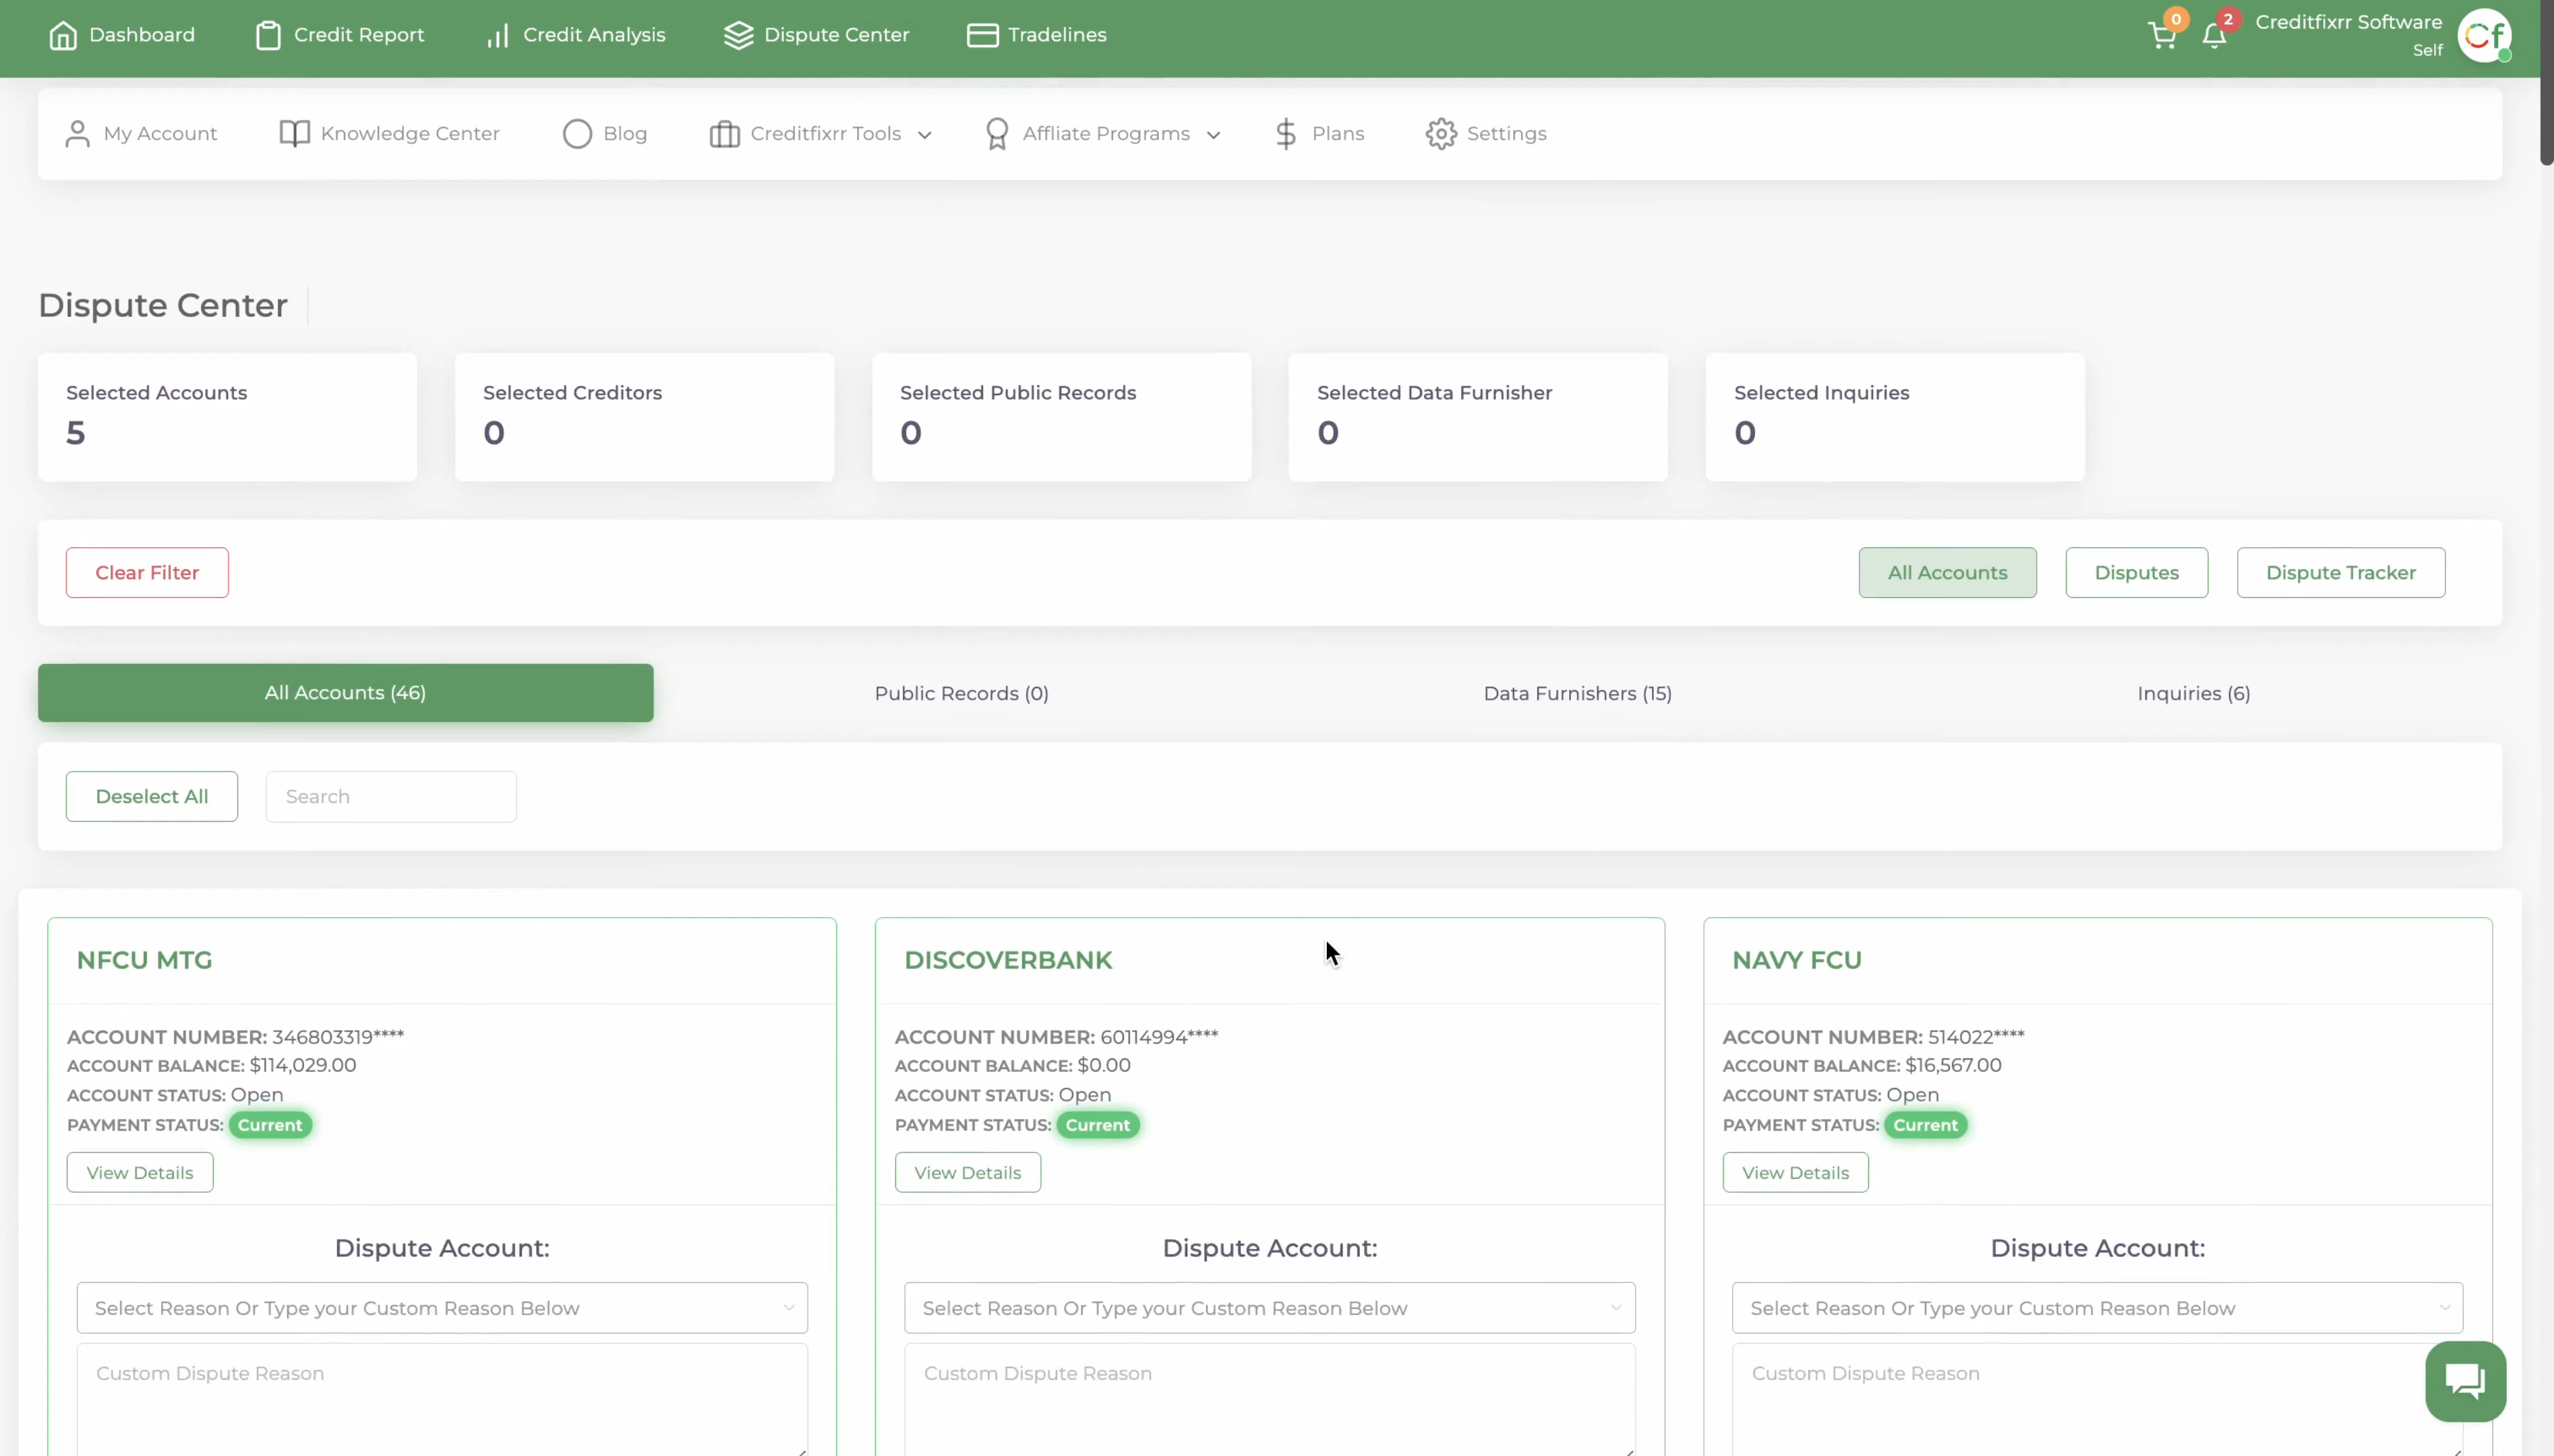 Dashboard Credit Report Credit Analysis Dispute Center Tradelines 0 2 Creditfixrr Software
Self
Cf
My Account Knowledge Center Blog Creditfixrr Tools Affliate Programs Plans Settings
Dispute Center
Selected Accounts Selected Creditors Selected Public Records Selected Data Furnisher Selected Inquiries
5 0 0 0 0
Clear Filter All Accounts Disputes Dispute Tracker
All Accounts (46) Public Records (0) Data Furnishers (15) Inquiries (6)
Deselect All Search
NFCU MTG DISCOVERBANK NAVY FCU
ACCOUNT NUMBER: 346803319**** ACCOUNT NUMBER: 60114994**** ACCOUNT NUMBER: 514022****
ACCOUNT BALANCE: $114,029.00 ACCOUNT BALANCE: $0.00 ACCOUNT BALANCE: $16,567.00
ACCOUNT STATUS: Open ACCOUNT STATUS: Open ACCOUNT STATUS: Open
PAYMENT STATUS: Current PAYMENT STATUS: Current PAYMENT STATUS: Current
View Details View Details View Details
Dispute Account: Dispute Account: Dispute Account:
Select Reason Or Type your Custom Reason Below Select Reason Or Type your Custom Reason Below Select Reason Or Type your Custom Reason Below
Custom Dispute Reason Custom Dispute Reason Custom Dispute Reason